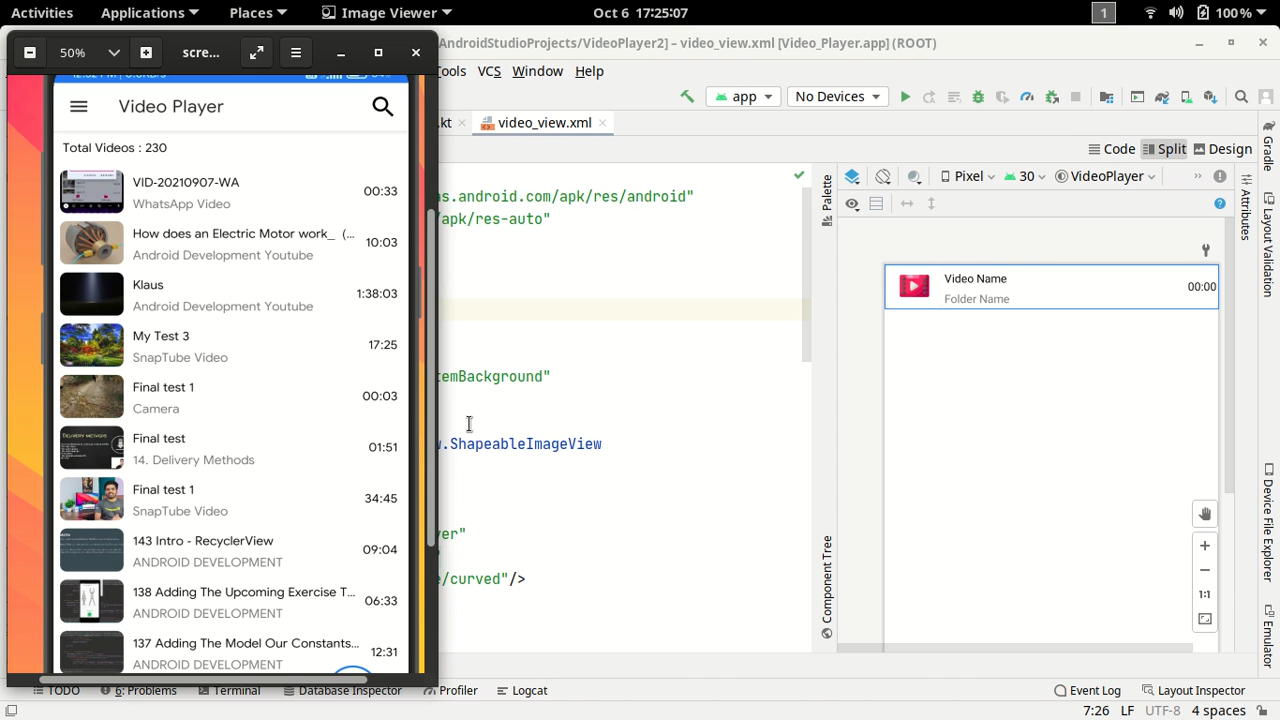 Activities Applications Places Image Viewer Oct 6 17:25:07 1 100%
50% scre...
AndroidStudioProjects/VideoPlayer2] – video_view.xml [Video_Player.app] (ROOT)
Tools VCS Window Help
app No Devices
.kt video_view.xml
Code Split Design
Pixel 30 VideoPlayer
Video Player
Total Videos : 230
VID-20210907-WA
WhatsApp Video
00:33
How does an Electric Motor work_ (...
Android Development Youtube
10:03
Klaus
Android Development Youtube
1:38:03
My Test 3
SnapTube Video
17:25
Final test 1
Camera
00:03
Final test
14. Delivery Methods
01:51
Final test 1
SnapTube Video
34:45
143 Intro - RecyclerView
ANDROID DEVELOPMENT
09:04
138 Adding The Upcoming Exercise T...
ANDROID DEVELOPMENT
06:33
137 Adding The Model Our Constants...
ANDROID DEVELOPMENT
12:31
s.android.com/apk/res/android"
/apk/res-auto"
temBackground"
w.ShapeableImageView
yer"
e/curved"/>
Palette
Component Tree
Video Name
Folder Name
00:00
1:1
Gradle
Attributes
Layout Validation
Device File Explorer
Emulator
TODO 6: Problems Terminal Database Inspector Profiler Logcat Event Log Layout Inspector
7:26 LF UTF-8 4 spaces